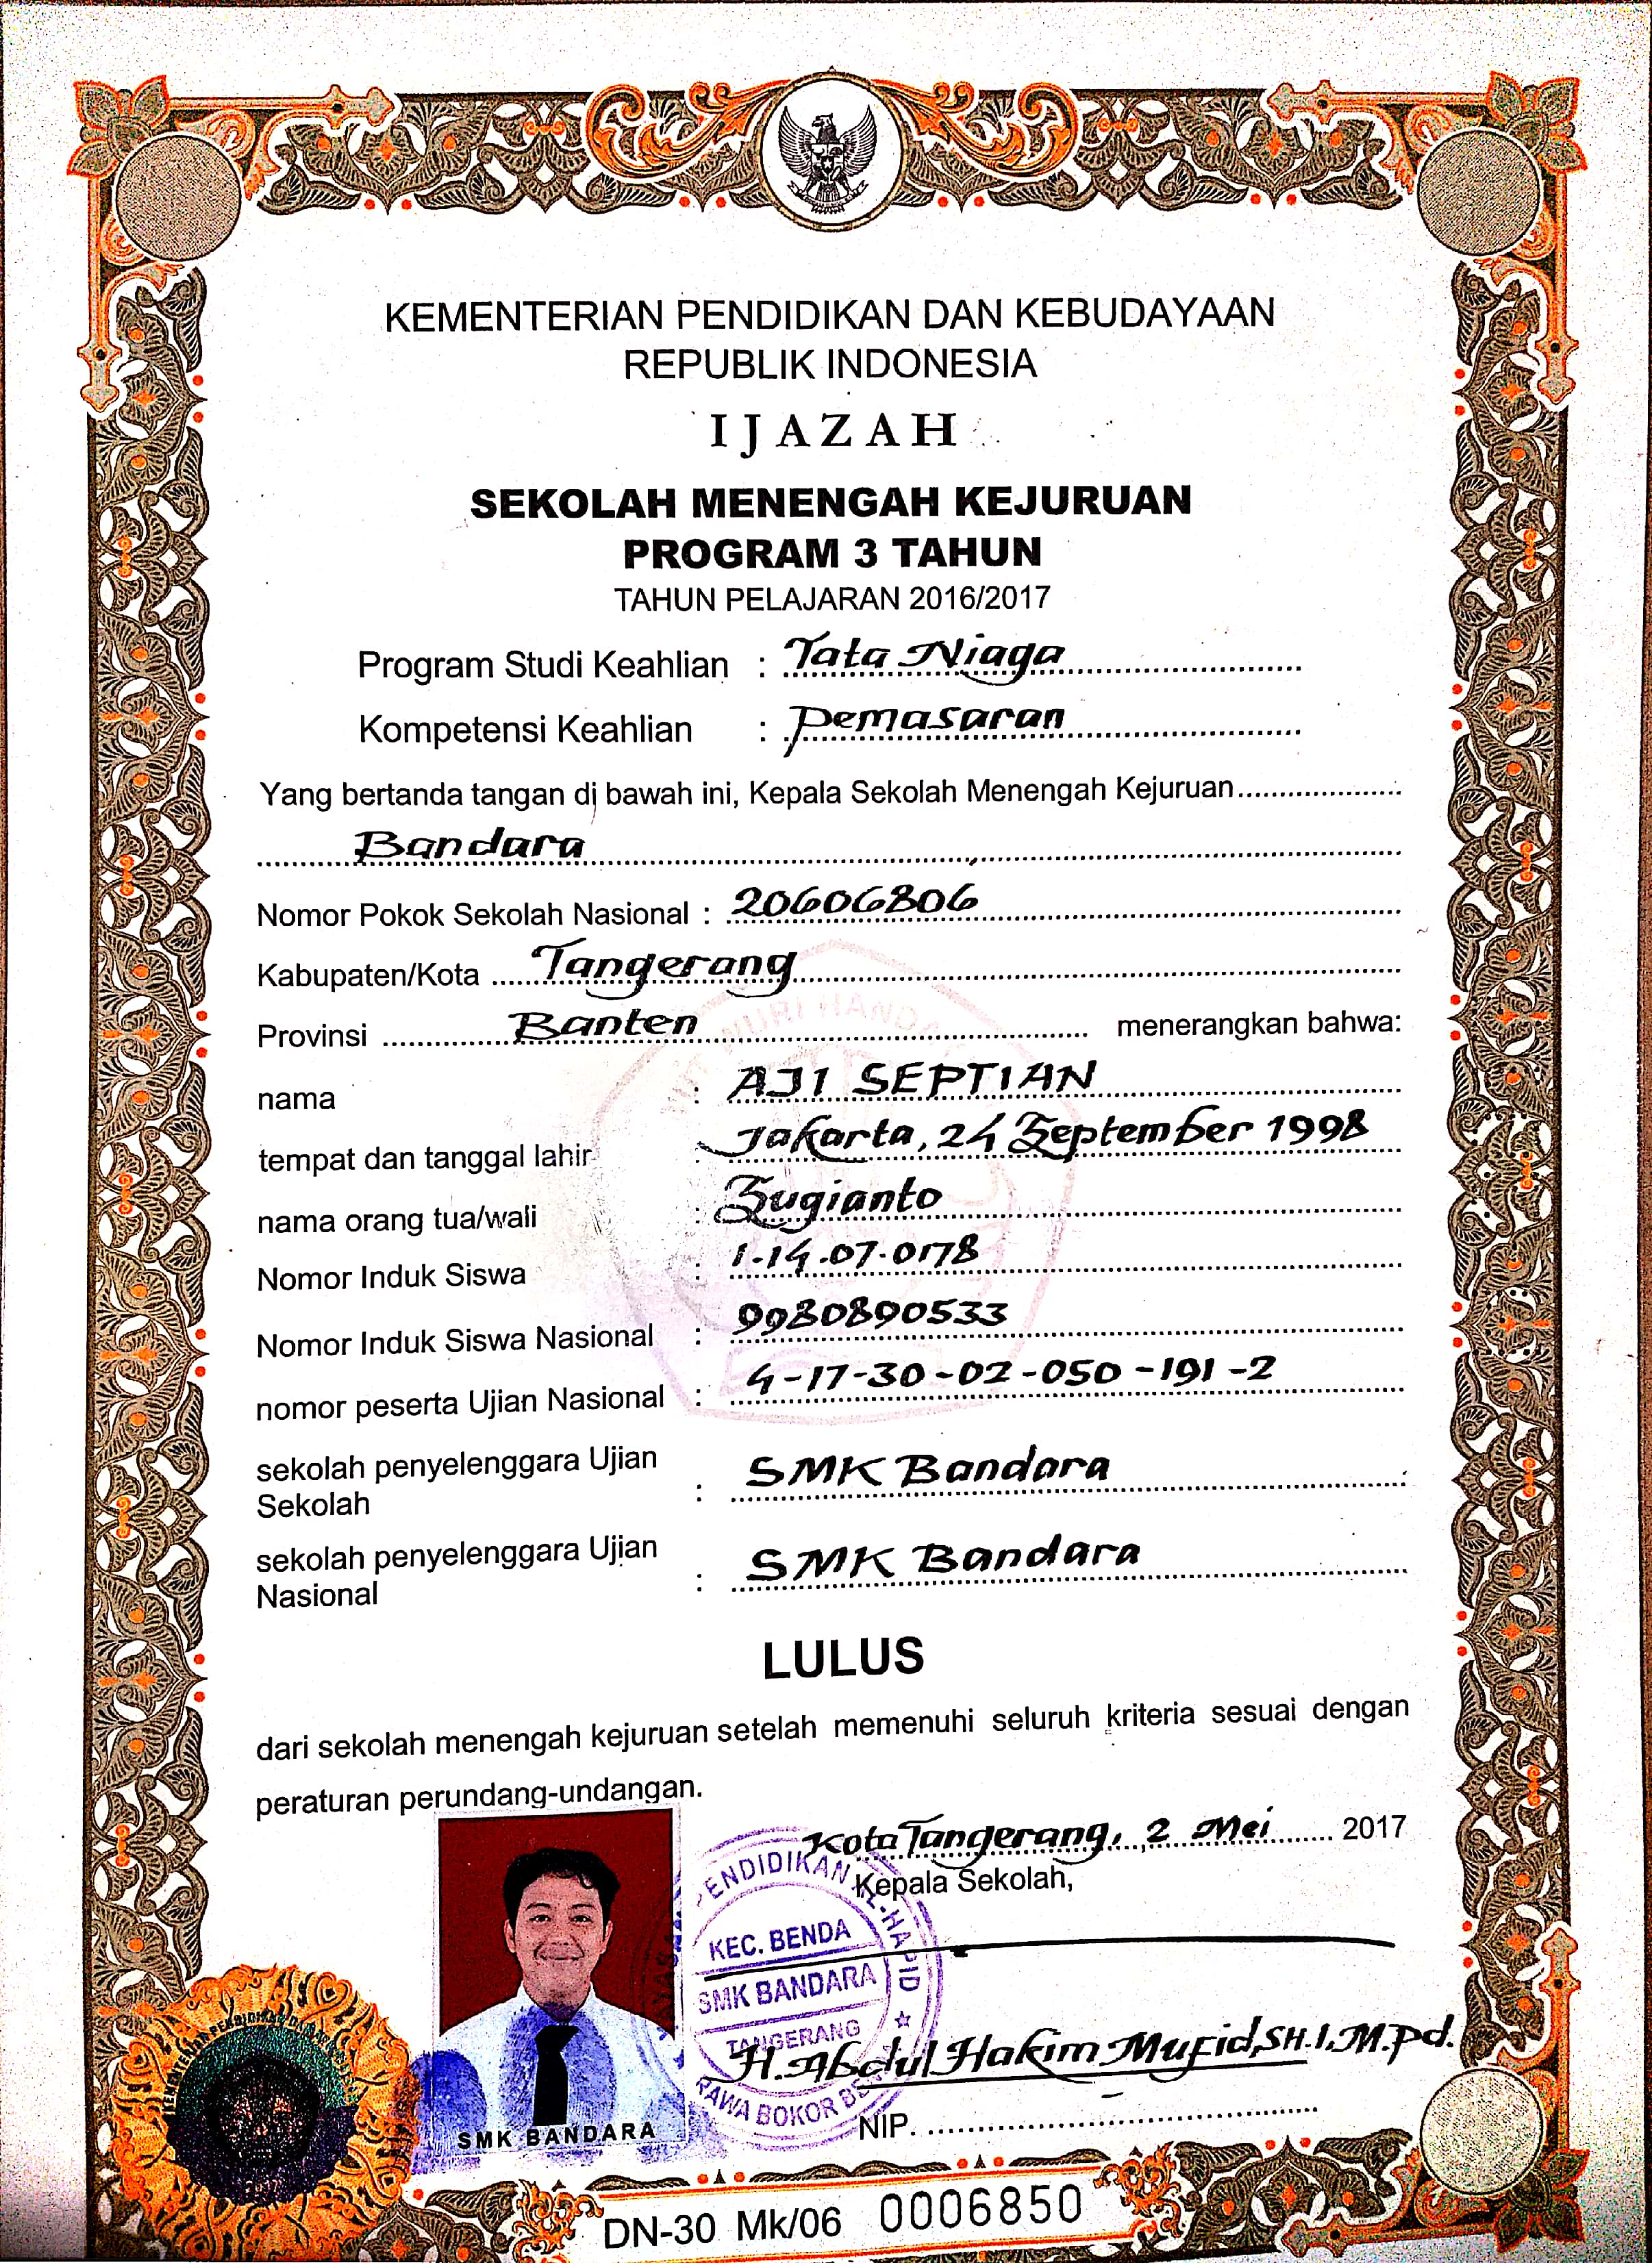 KEMENTERIAN PENDIDIKAN DAN KEBUDAYAAN
REPUBLIK INDONESIA
IJAZAH
SEKOLAH MENENGAH KEJURUAN
PROGRAM 3 TAHUN
TAHUN PELAJARAN 2016/2017
Program Studi Keahlian : Tata Niaga
Kompetensi Keahlian : Pemasaran
Yang bertanda tangan di bawah ini, Kepala Sekolah Menengah Kejuruan
Bandara
Nomor Pokok Sekolah Nasional : 20606806
Kabupaten/Kota Tangerang
Provinsi Banten menerangkan bahwa:
nama : AJI SEPTIAN
tempat dan tanggal lahir : Jakarta, 24 September 1998
nama orang tua/wali : Sugianto
Nomor Induk Siswa : 1-14.07.0178
Nomor Induk Siswa Nasional : 9980890533
nomor peserta Ujian Nasional : 4-17-30-02-050-191-2
sekolah penyelenggara Ujian
Sekolah : SMK Bandara
sekolah penyelenggara Ujian
Nasional : SMK Bandara
LULUS
dari sekolah menengah kejuruan setelah memenuhi seluruh kriteria sesuai dengan
peraturan perundang-undangan.
Kota Tangerang, 2 Mei 2017
Kepala Sekolah,
PENDIDIKAN
KEC. BENDA
SMK BANDARA
TANGERANG
RAWA BOKOR
H. Abdul Hakim Mufid, SH.I, M.Pd.
NIP.
SMK BANDARA
DN-30 Mk/06 0006850